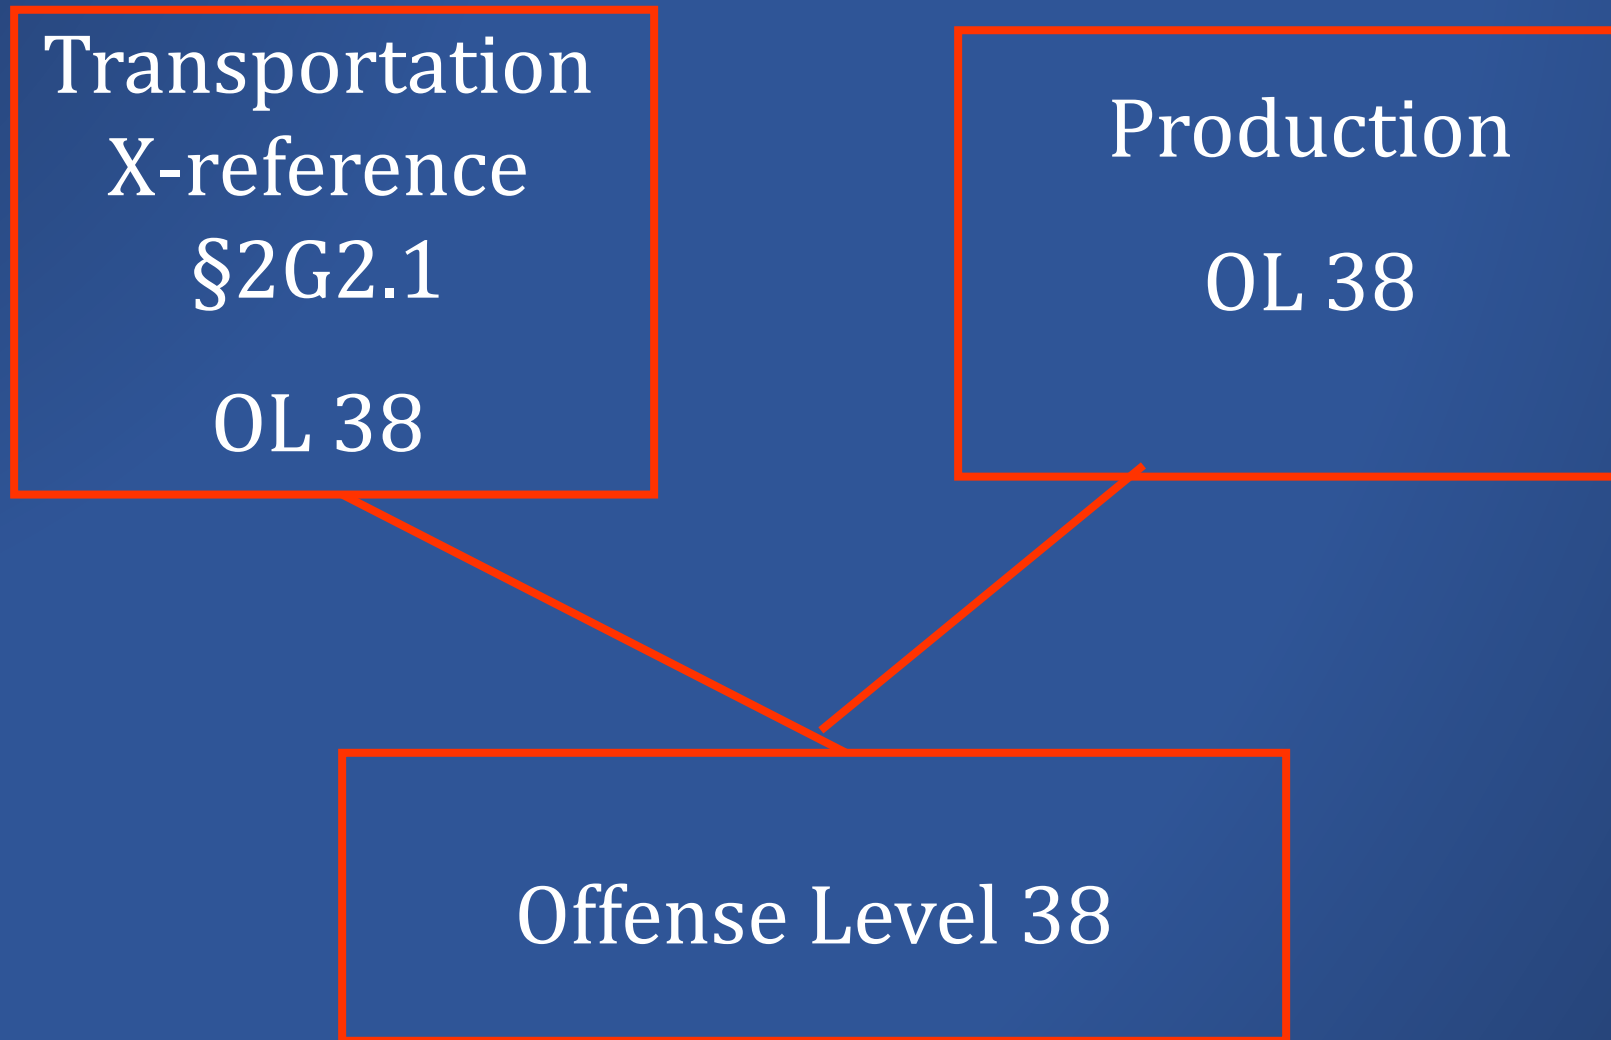 Transportation
X-reference
§2G2.1
OL 38
Production
OL 38
Offense Level 38